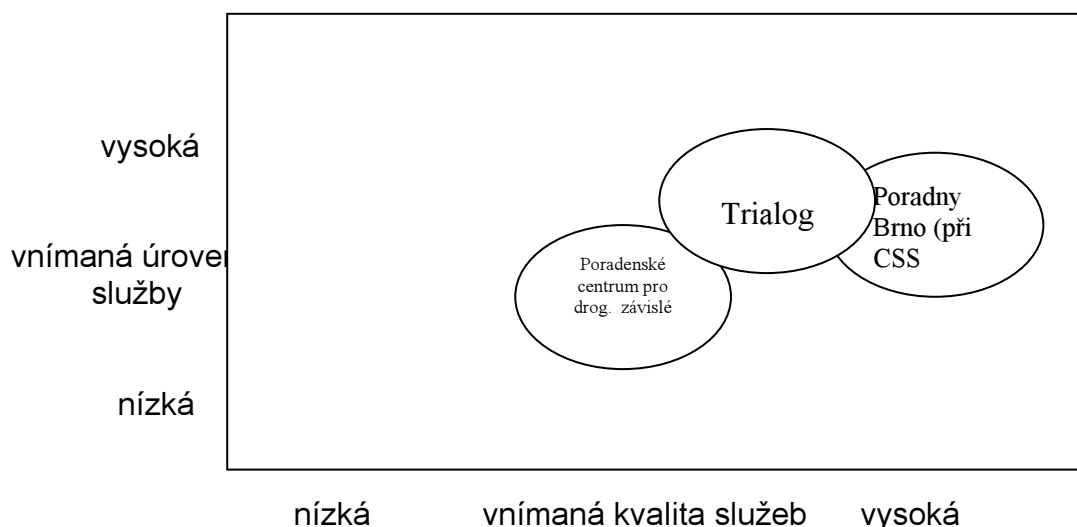 vysoká
Trialog
Poradny
Brno (při
CSS
vnímaná úrove
služby
Poradenské
centrum pro
drog. závislé
nízká
nízká vnímaná kvalita služeb vysoká